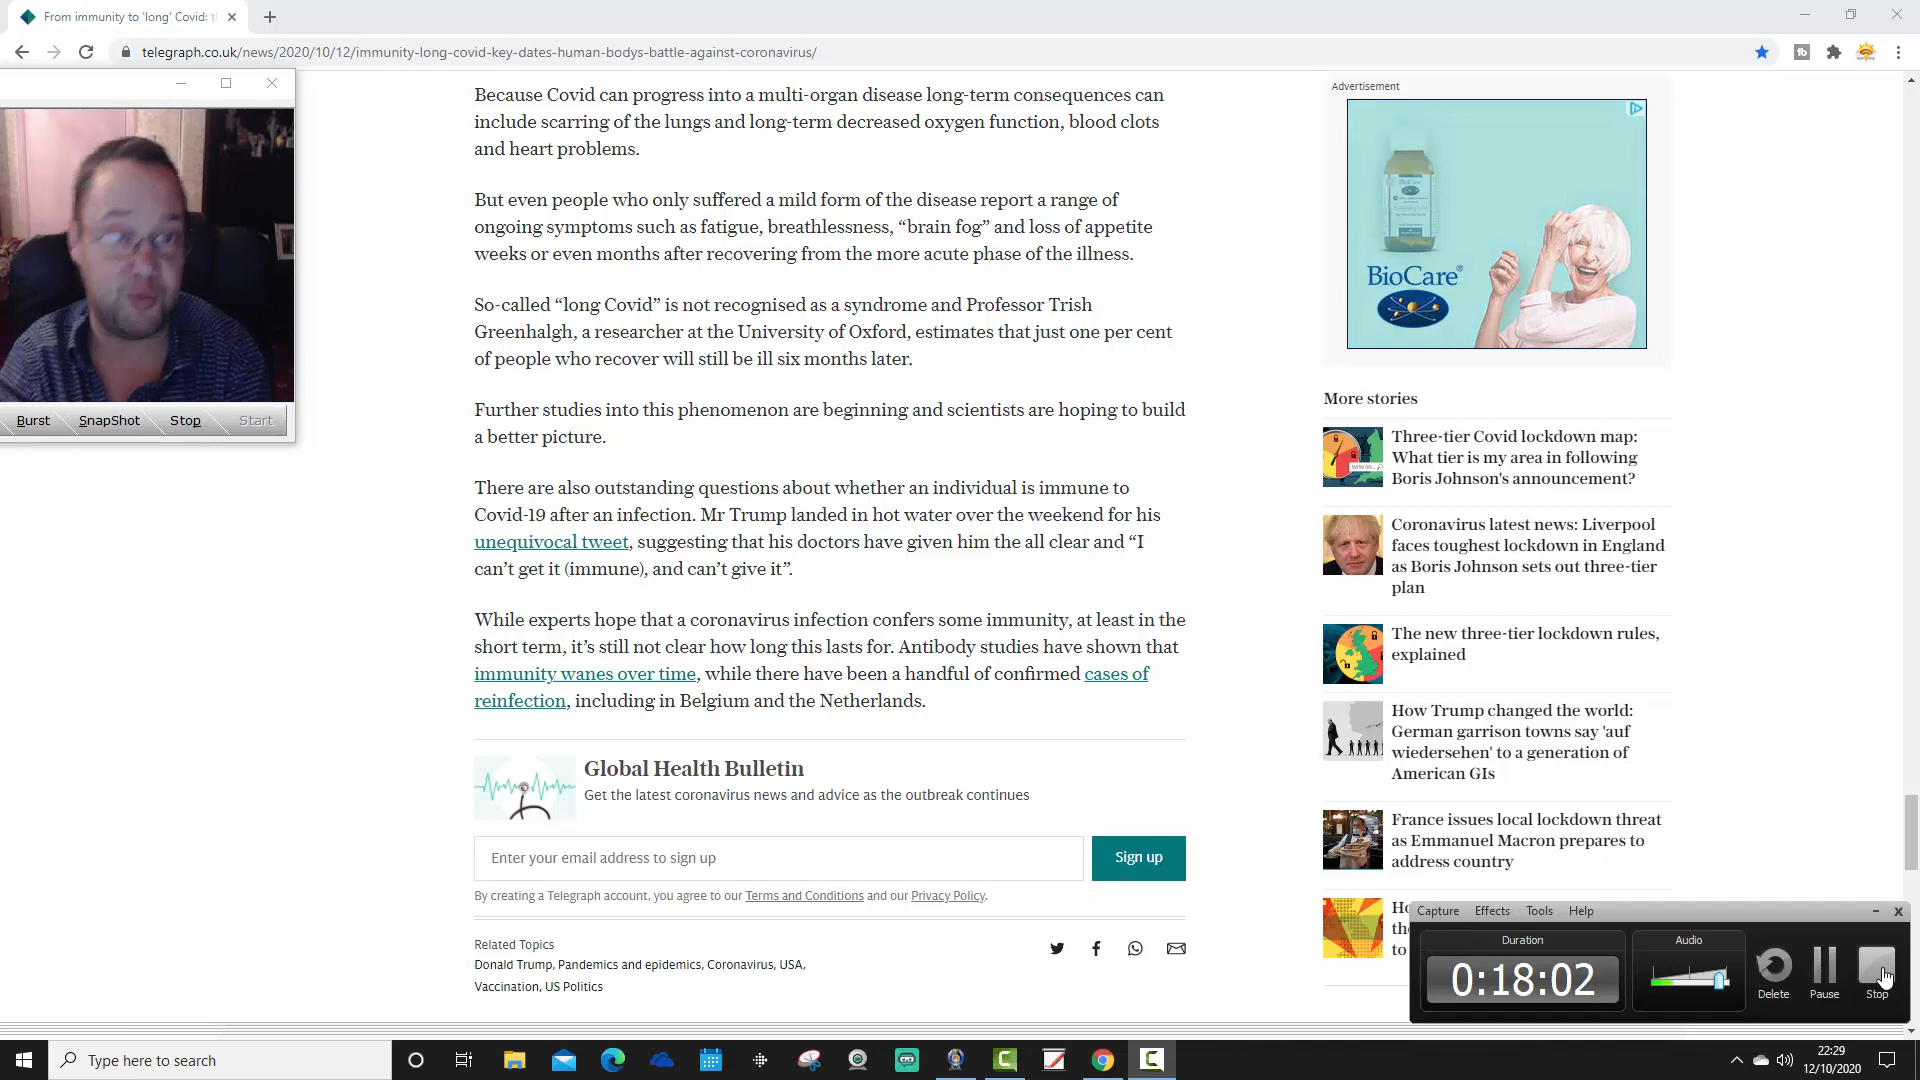 From immunity to 'long' Covid: t
telegraph.co.uk/news/2020/10/12/immunity-long-covid-key-dates-human-bodys-battle-against-coronavirus/
Burst
SnapShot
Stop
Start
Because Covid can progress into a multi-organ disease long-term consequences can
include scarring of the lungs and long-term decreased oxygen function, blood clots
and heart problems.
But even people who only suffered a mild form of the disease report a range of
ongoing symptoms such as fatigue, breathlessness, “brain fog” and loss of appetite
weeks or even months after recovering from the more acute phase of the illness.
So-called “long Covid” is not recognised as a syndrome and Professor Trish
Greenhalgh, a researcher at the University of Oxford, estimates that just one per cent
of people who recover will still be ill six months later.
Further studies into this phenomenon are beginning and scientists are hoping to build
a better picture.
There are also outstanding questions about whether an individual is immune to
Covid-19 after an infection. Mr Trump landed in hot water over the weekend for his
unequivocal tweet, suggesting that his doctors have given him the all clear and “I
can’t get it (immune), and can’t give it”.
While experts hope that a coronavirus infection confers some immunity, at least in the
short term, it’s still not clear how long this lasts for. Antibody studies have shown that
immunity wanes over time, while there have been a handful of confirmed cases of
reinfection, including in Belgium and the Netherlands.
Global Health Bulletin
Get the latest coronavirus news and advice as the outbreak continues
Enter your email address to sign up
Sign up
By creating a Telegraph account, you agree to our Terms and Conditions and our Privacy Policy.
Related Topics
Donald Trump, Pandemics and epidemics, Coronavirus, USA,
Vaccination, US Politics
Advertisement
BioCare
BioCare®
More stories
Three-tier Covid lockdown map:
What tier is my area in following
Boris Johnson's announcement?
Coronavirus latest news: Liverpool
faces toughest lockdown in England
as Boris Johnson sets out three-tier
plan
The new three-tier lockdown rules,
explained
How Trump changed the world:
German garrison towns say 'auf
wiedersehen' to a generation of
American GIs
France issues local lockdown threat
as Emmanuel Macron prepares to
address country
Ho
the
to
Capture
Effects
Tools
Help
Duration
Audio
0:18:02
Delete
Pause
Stop
Type here to search
22:29
12/10/2020